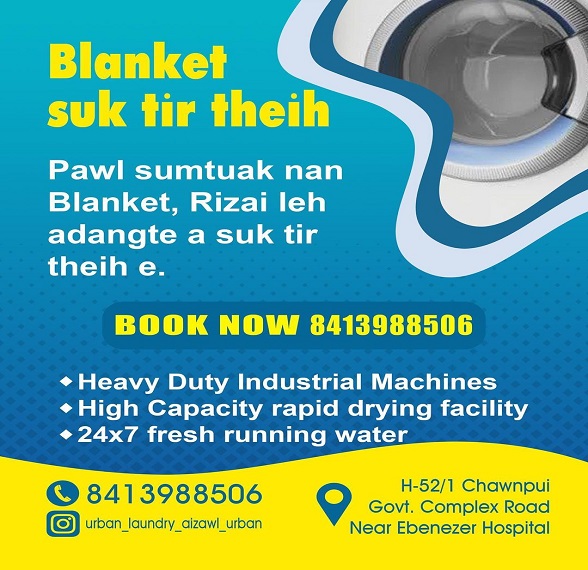 Blanket
suk tir theih
Pawl sumtuak nan
Blanket, Rizai leh
adangte a suk tir
theih e.
BOOK NOW 8413988506
Heavy Duty Industrial Machines
High Capacity rapid drying facility
24x7 fresh running water
8413988506
urban_laundry_aizawl_urban
H-52/1 Chawnpui
Govt. Complex Road
Near Ebenezer Hospital